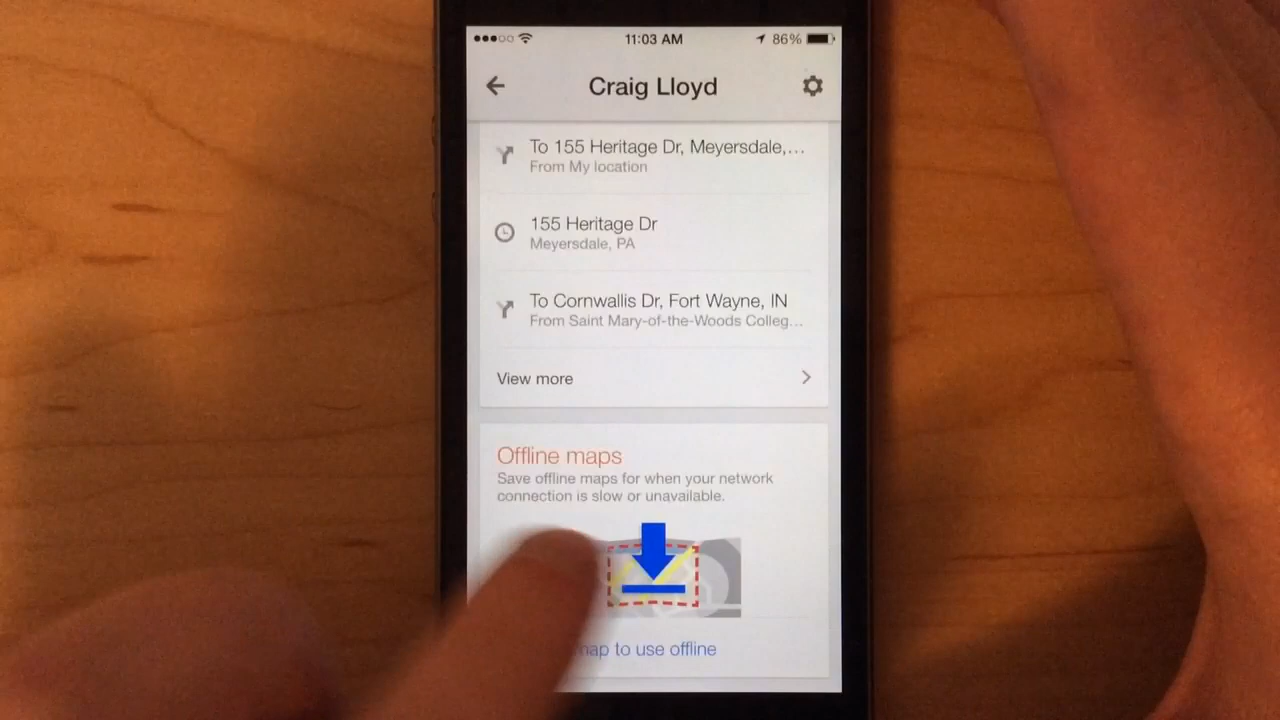 11:03 AM 86%
Craig Lloyd
To 155 Heritage Dr, Meyersdale,...
From My location
155 Heritage Dr
Meyersdale, PA
To Cornwallis Dr, Fort Wayne, IN
From Saint Mary-of-the-Woods Colleg...
View more
Offline maps
Save offline maps for when your network
connection is slow or unavailable.
map to use offline